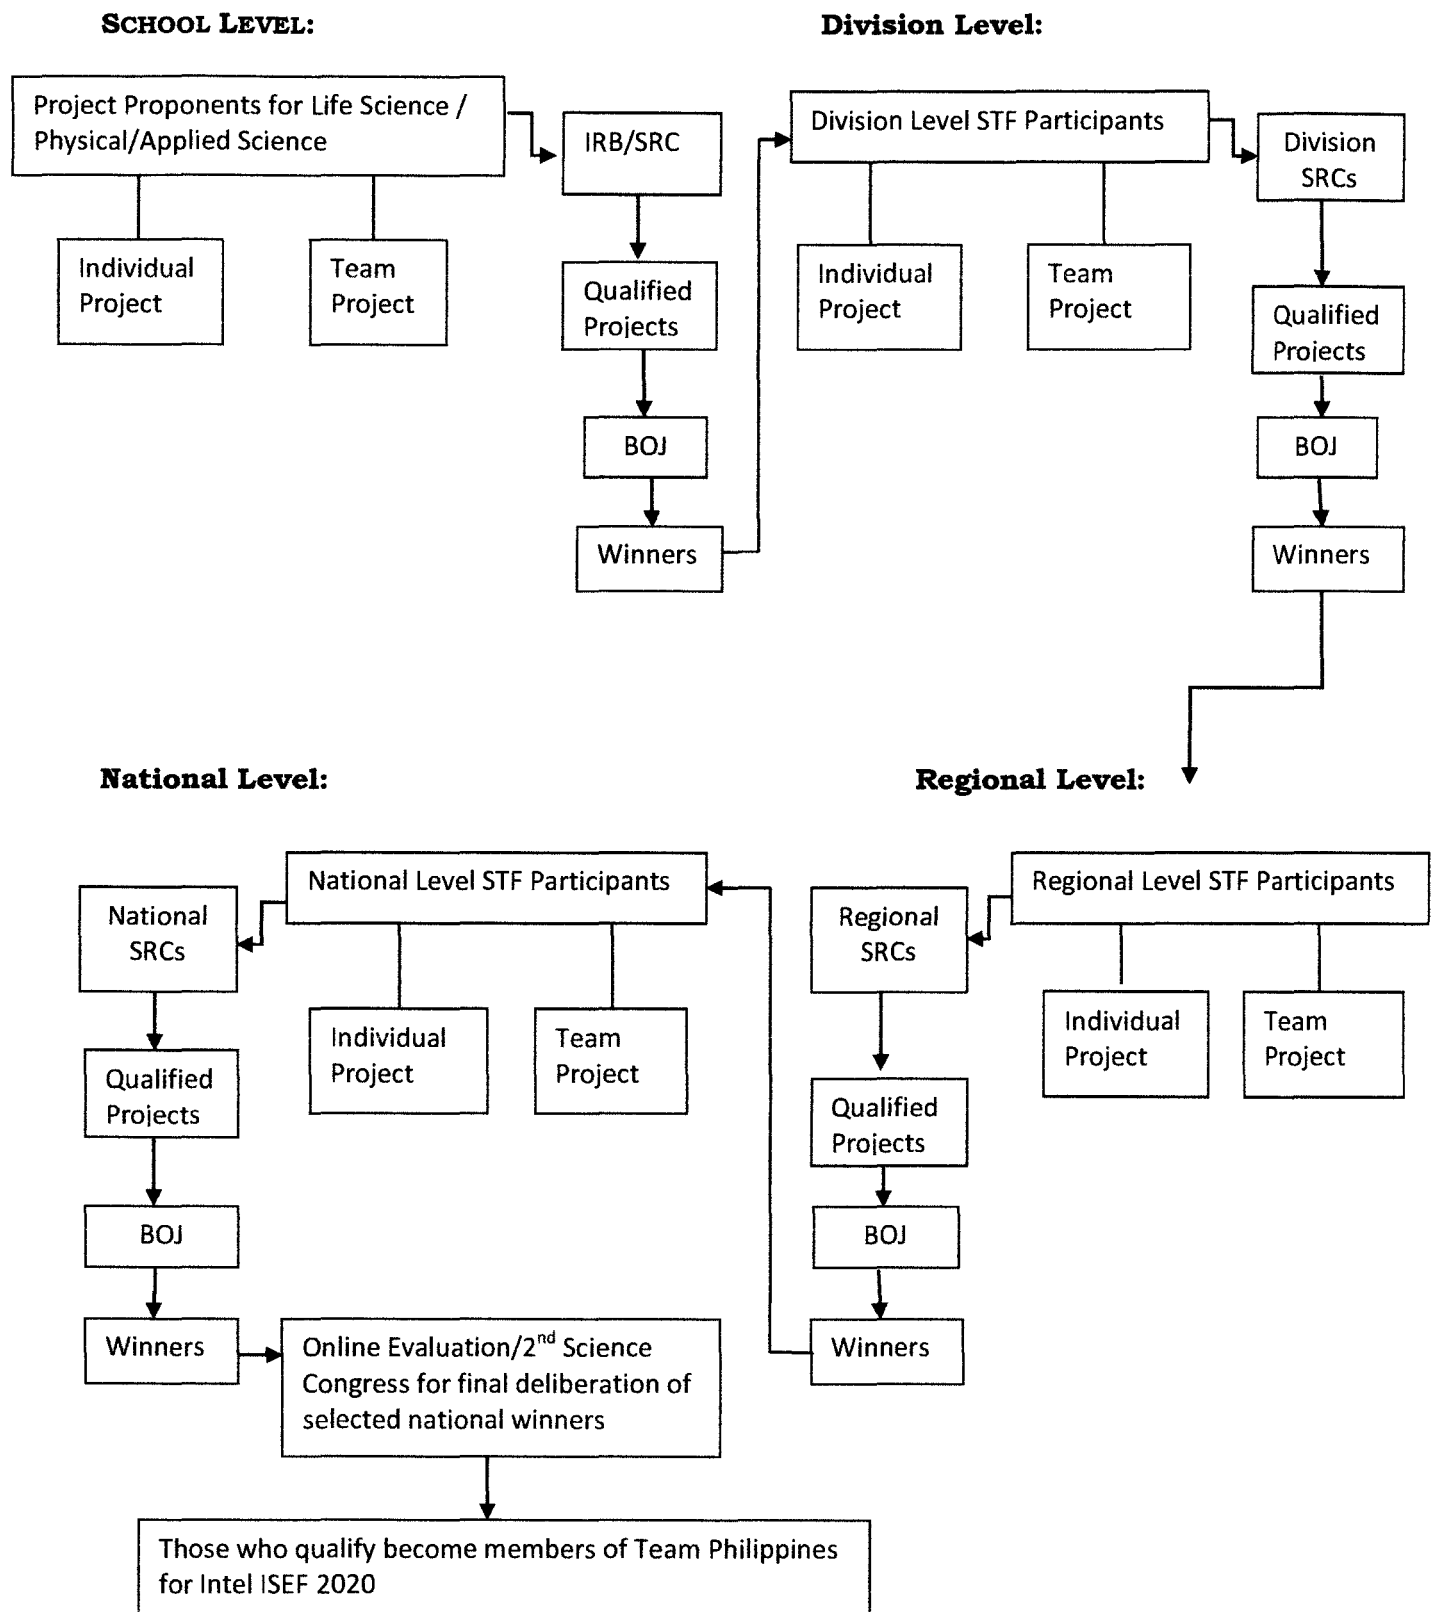 SCHOOL LEVEL:
Project Proponents for Life Science /
Physical/Applied Science
Individual
Project
Team
Project
IRB/SRC
Qualified
Projects
BOJ
Winners
Division Level:
Division Level STF Participants
Individual
Project
Team
Project
Division
SRCs
Qualified
Projects
BOJ
Winners
Regional Level:
Regional Level STF Participants
Individual
Project
Team
Project
Regional
SRCs
Qualified
Projects
BOJ
Winners
National Level:
National Level STF Participants
Individual
Project
Team
Project
National
SRCs
Qualified
Projects
BOJ
Winners
Online Evaluation/2nd Science
Congress for final deliberation of
selected national winners
Those who qualify become members of Team Philippines
for Intel ISEF 2020